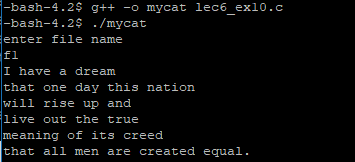 -bash-4.2$ g++ -o mycat lec6_ex10.c
-bash-4.2$ ./mycat
enter file name
f1
I have a dream
that one day this nation
will rise up and
live out the true
meaning of its creed
that all men are created equal.